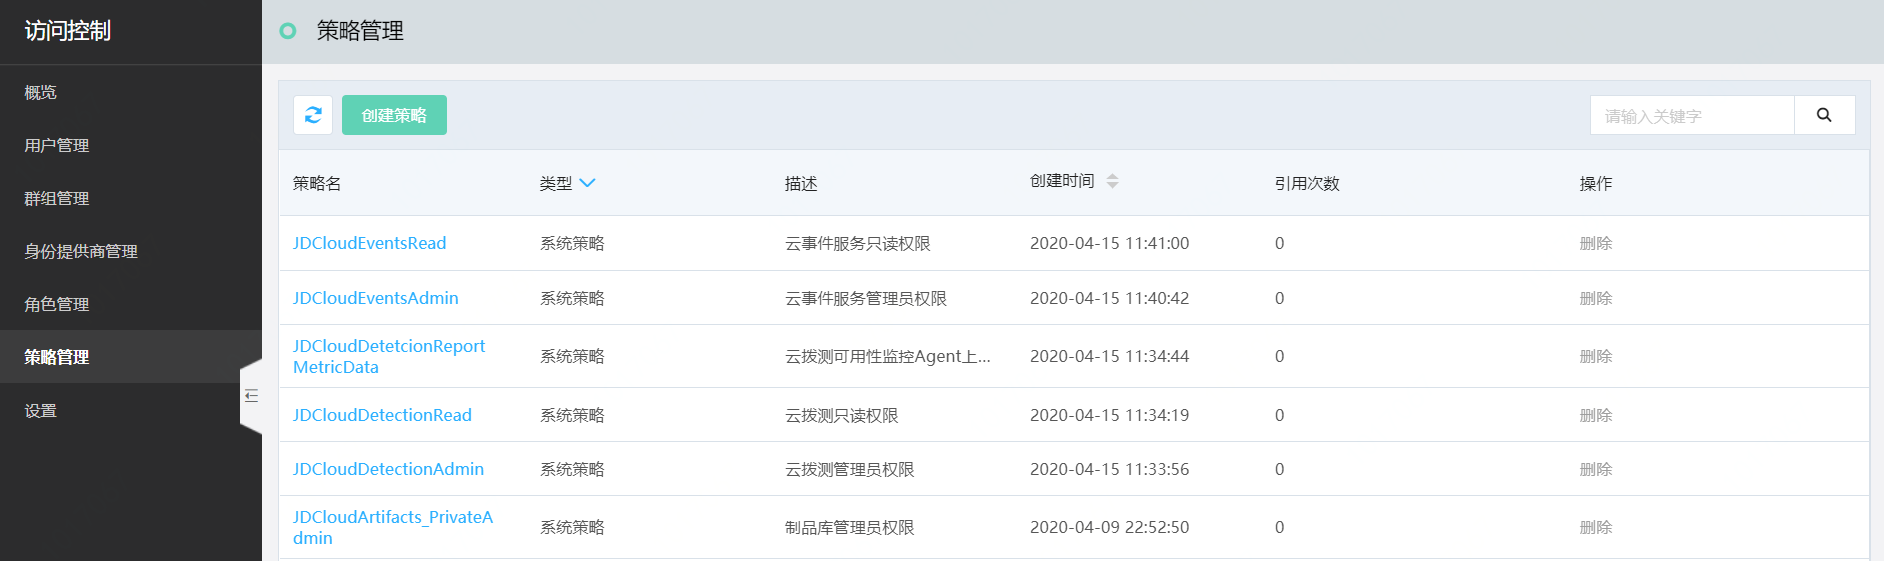 访问控制
概览
用户管理
群组管理
身份提供商管理
角色管理
策略管理
设置
策略管理
创建策略
请输入关键字
策略名 类型 描述 创建时间 引用次数 操作
JDCloudEventsRead 系统策略 云事件服务只读权限 2020-04-15 11:41:00 0 删除
JDCloudEventsAdmin 系统策略 云事件服务管理员权限 2020-04-15 11:40:42 0 删除
JDCloudDetetcionReport
MetricData 系统策略 云拨测可用性监控Agent上... 2020-04-15 11:34:44 0 删除
JDCloudDetectionRead 系统策略 云拨测只读权限 2020-04-15 11:34:19 0 删除
JDCloudDetectionAdmin 系统策略 云拨测管理员权限 2020-04-15 11:33:56 0 删除
JDCloudArtifacts_PrivateA
dmin 系统策略 制品库管理员权限 2020-04-09 22:52:50 0 删除